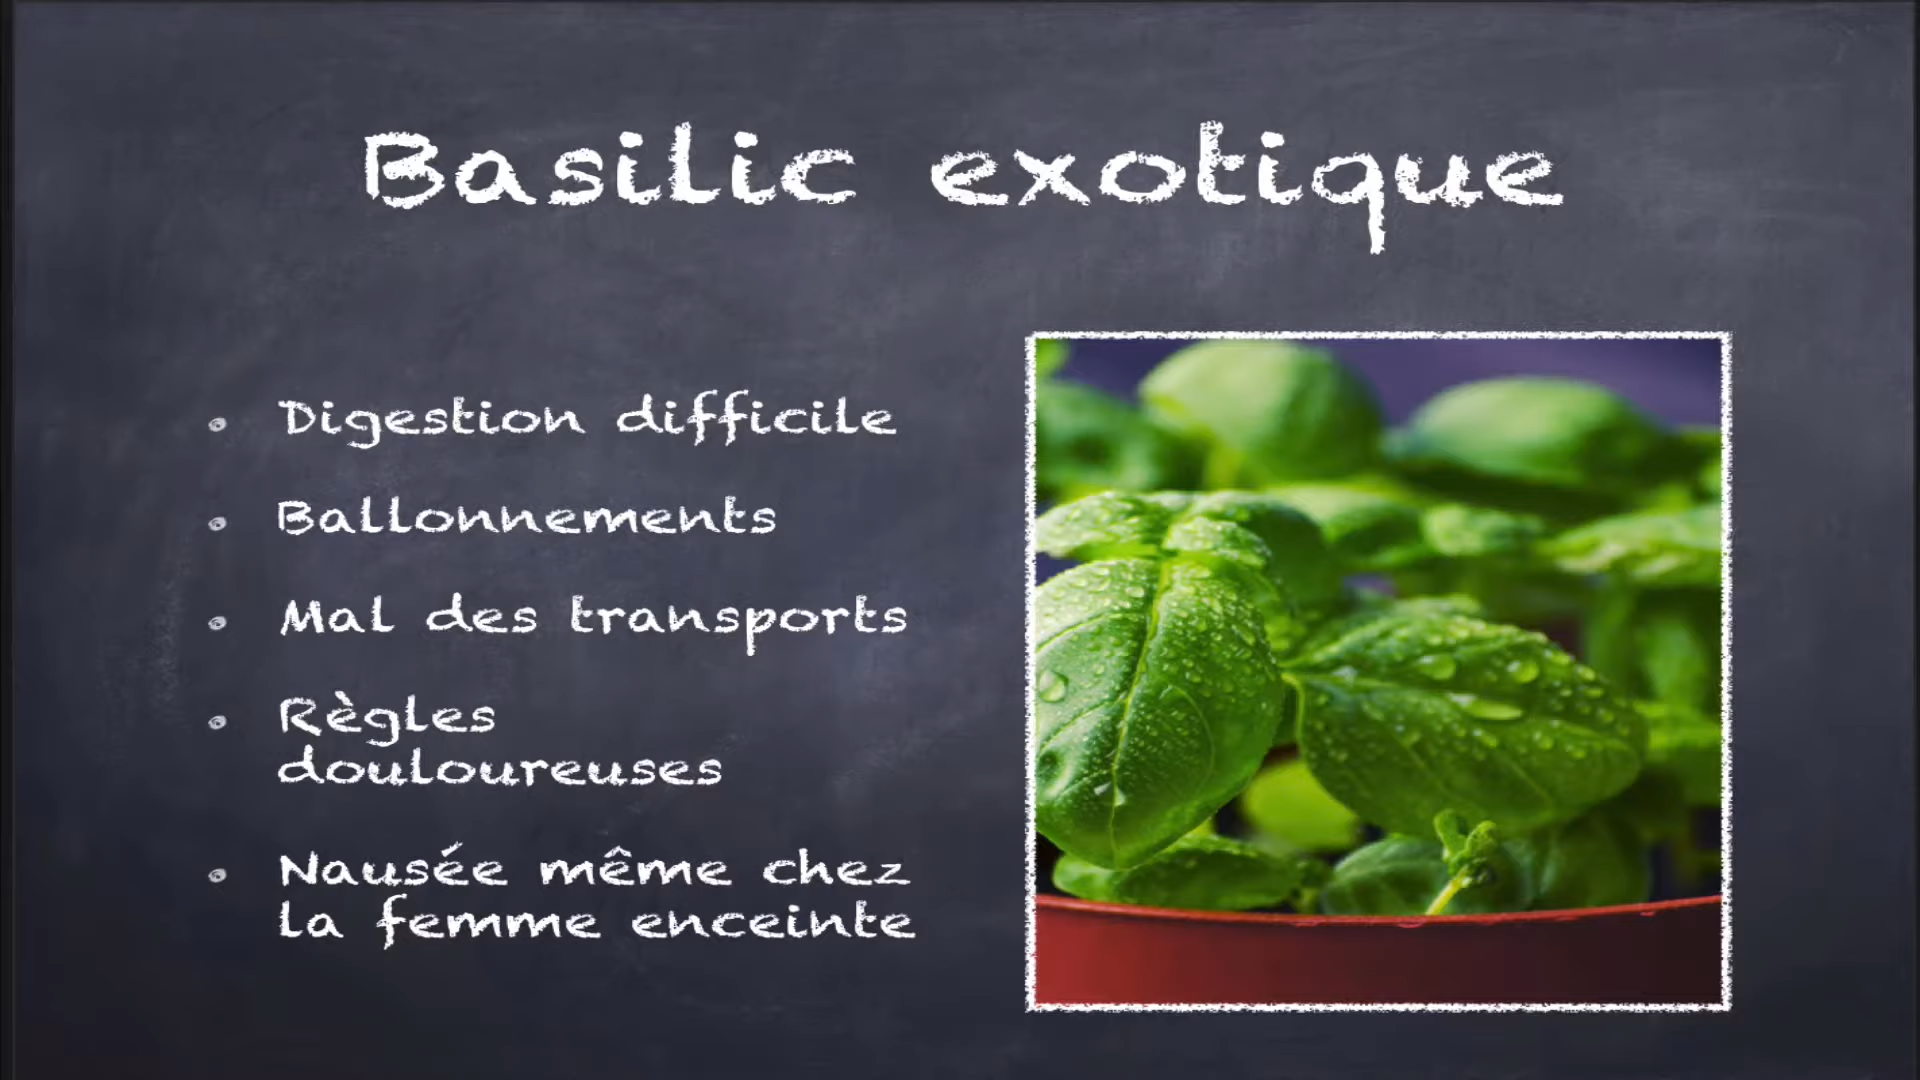 Basilic exotique
Digestion difficile
Ballonnements
Mal des transports
Règles
douloureuses
Nausée même chez
la femme enceinte